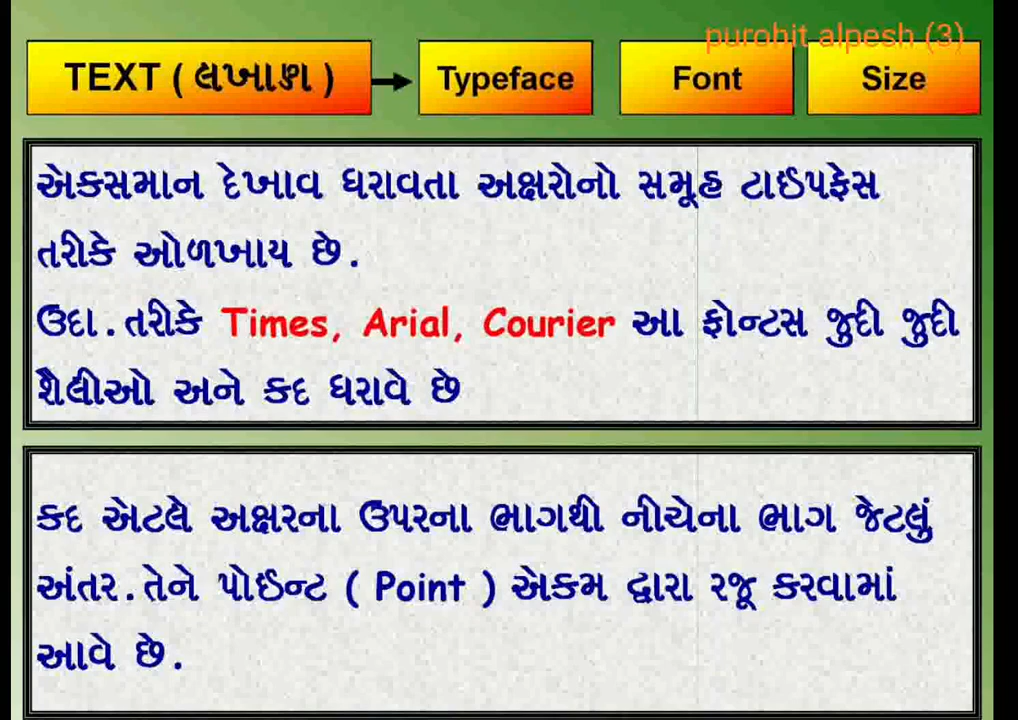 purohit alpesh (3)
TEXT ( લખાણ ) Typeface Font Size
એકસમાન દેખાવ ધરાવતા અક્ષરોનો સમૂહ ટાઈપફેસ
તરીકે ઓળખાય છે.
ઉદા.તરીકે Times, Arial, Courier આ ફોન્ટસ જુદી જુદી
શૈલીઓ અને કદ ધરાવે છે
કદ એટલે અક્ષરના ઉપરના ભાગથી નીચેના ભાગ જેટલું
અંતર.તેને પોઈન્ટ ( Point ) એકમ દ્વારા રજૂ કરવામાં
આવે છે.